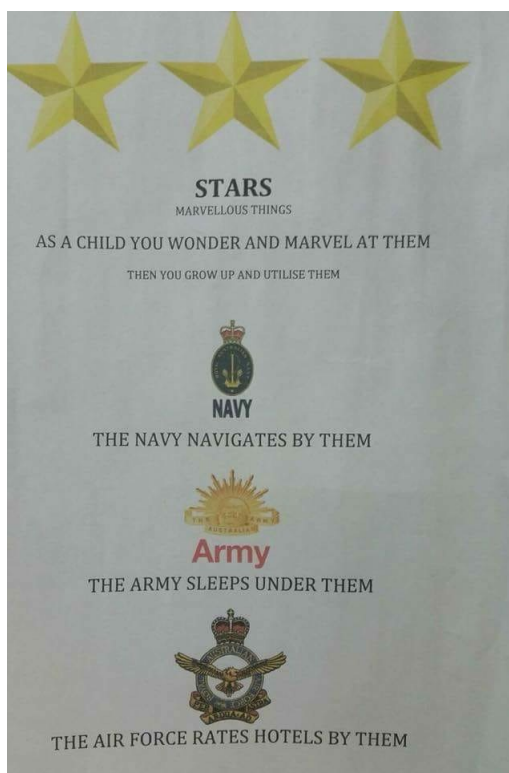 STARS
MARVELLOUS THINGS
AS A CHILD YOU WONDER AND MARVEL AT THEM
THEN YOU GROW UP AND UTILISE THEM
NAVY
THE NAVY NAVIGATES BY THEM
AUSTRALIAN
Army
THE ARMY SLEEPS UNDER THEM
THE AIR FORCE RATES HOTELS BY THEM